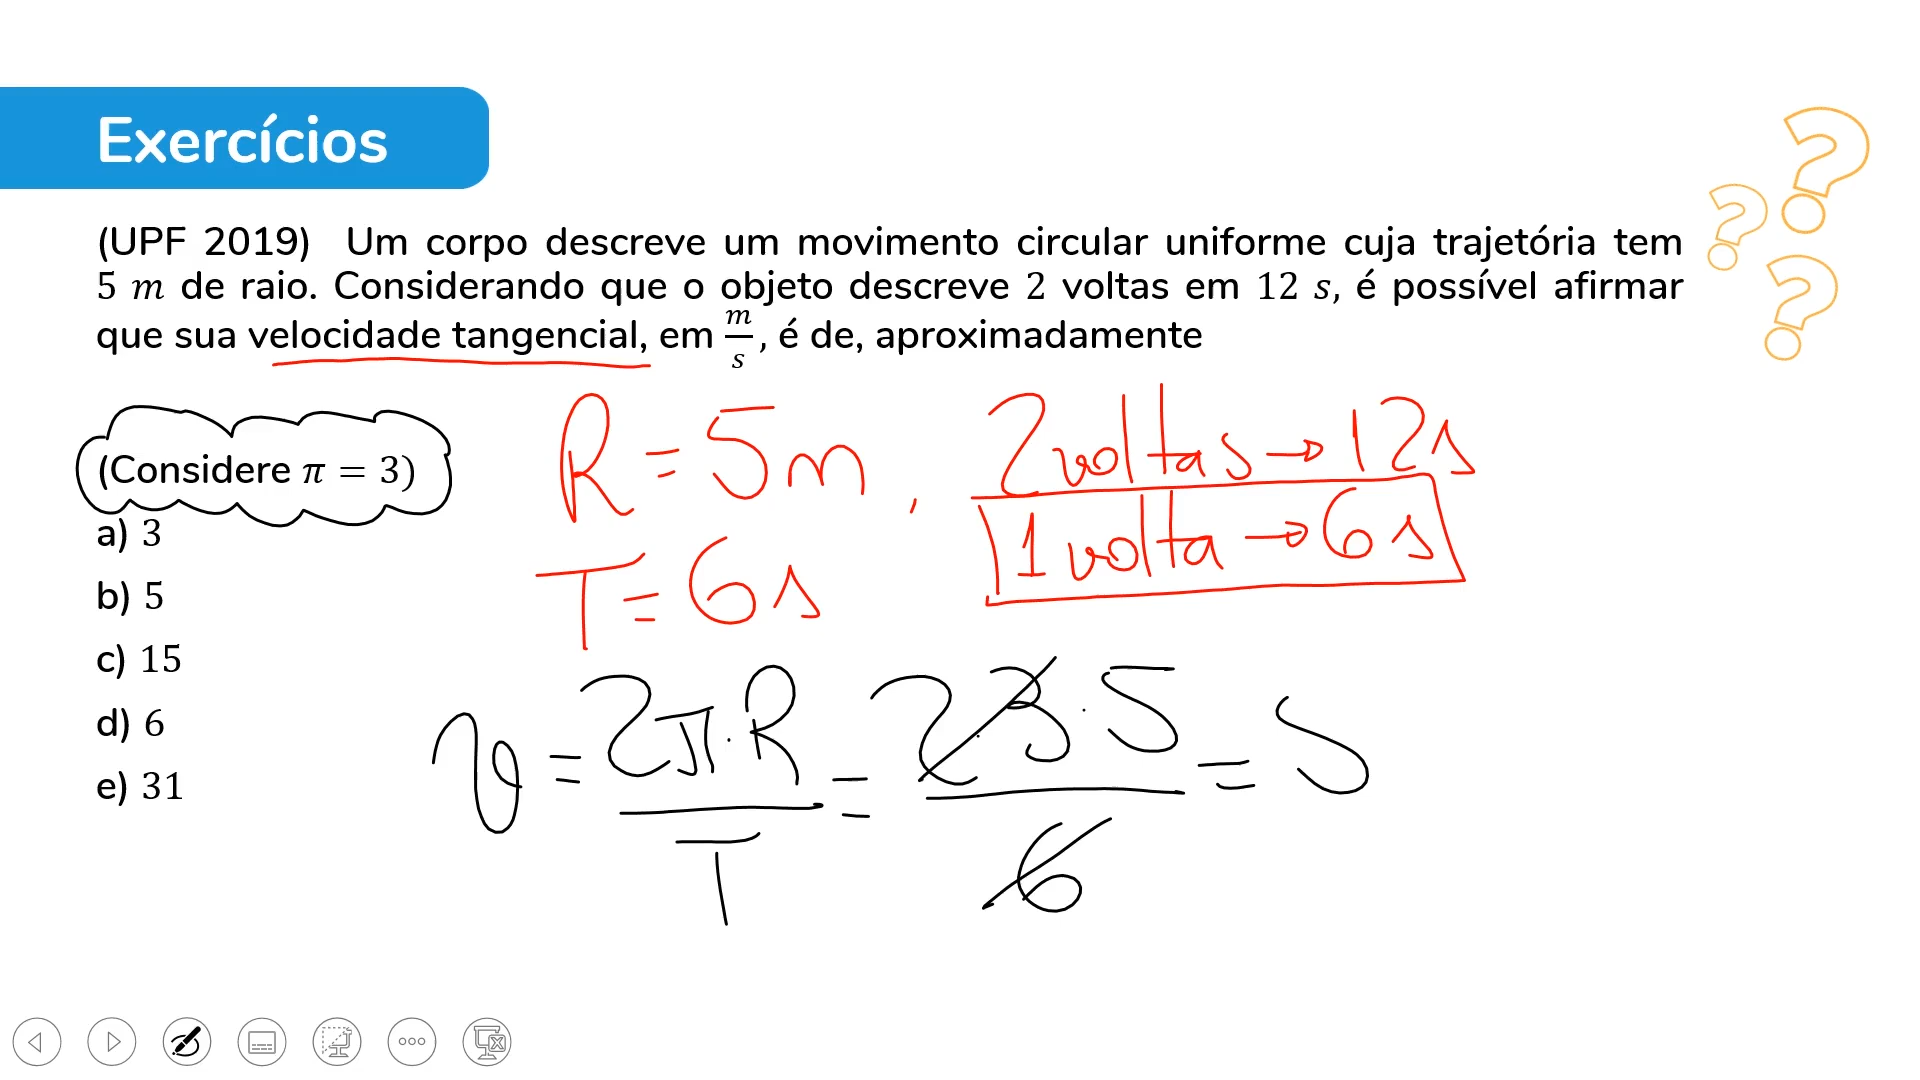 Exercícios
(UPF 2019) Um corpo descreve um movimento circular uniforme cuja trajetória tem
5 m de raio. Considerando que o objeto descreve 2 voltas em 12 s, é possível afirmar
que sua velocidade tangencial, em m/s, é de, aproximadamente
(Considere π = 3)
a) 3
b) 5
c) 15
d) 6
e) 31
R = 5m, 2 voltas → 12s
T = 6s
1 volta → 6s
v = 2π·R/T = 2·3·5/6 = 5